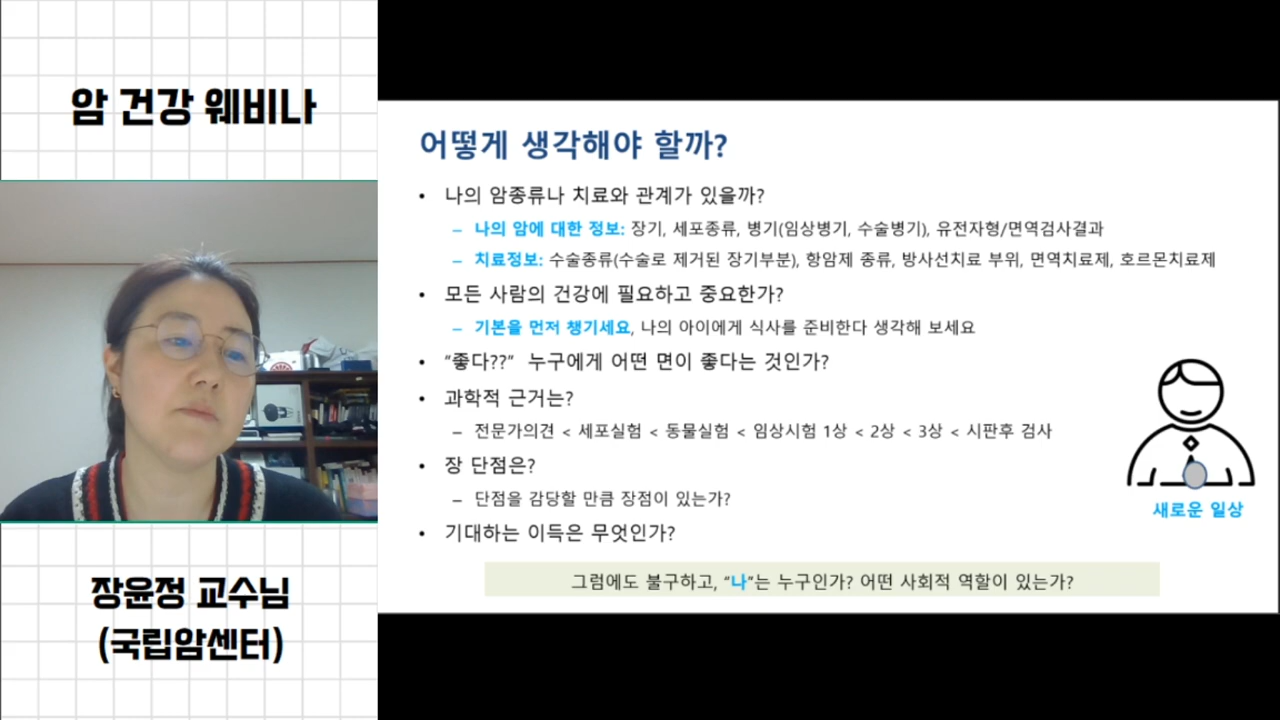 암 건강 웨비나
장윤정 교수님
(국립암센터)
어떻게 생각해야 할까?
• 나의 암종류나 치료와 관계가 있을까?
– 나의 암에 대한 정보: 장기, 세포종류, 병기(임상병기, 수술병기), 유전자형/면역검사결과
– 치료정보: 수술종류(수술로 제거된 장기부분), 항암제 종류, 방사선치료 부위, 면역치료제, 호르몬치료제
• 모든 사람의 건강에 필요하고 중요한가?
– 기본을 먼저 챙기세요, 나의 아이에게 식사를 준비한다 생각해 보세요
• “좋다??” 누구에게 어떤 면이 좋다는 것인가?
• 과학적 근거는?
– 전문가의견 < 세포실험 < 동물실험 < 임상시험 1상 < 2상 < 3상 < 시판후 검사
• 장 단점은?
– 단점을 감당할 만큼 장점이 있는가?
• 기대하는 이득은 무엇인가?
새로운 일상
그럼에도 불구하고, “나”는 누구인가? 어떤 사회적 역할이 있는가?